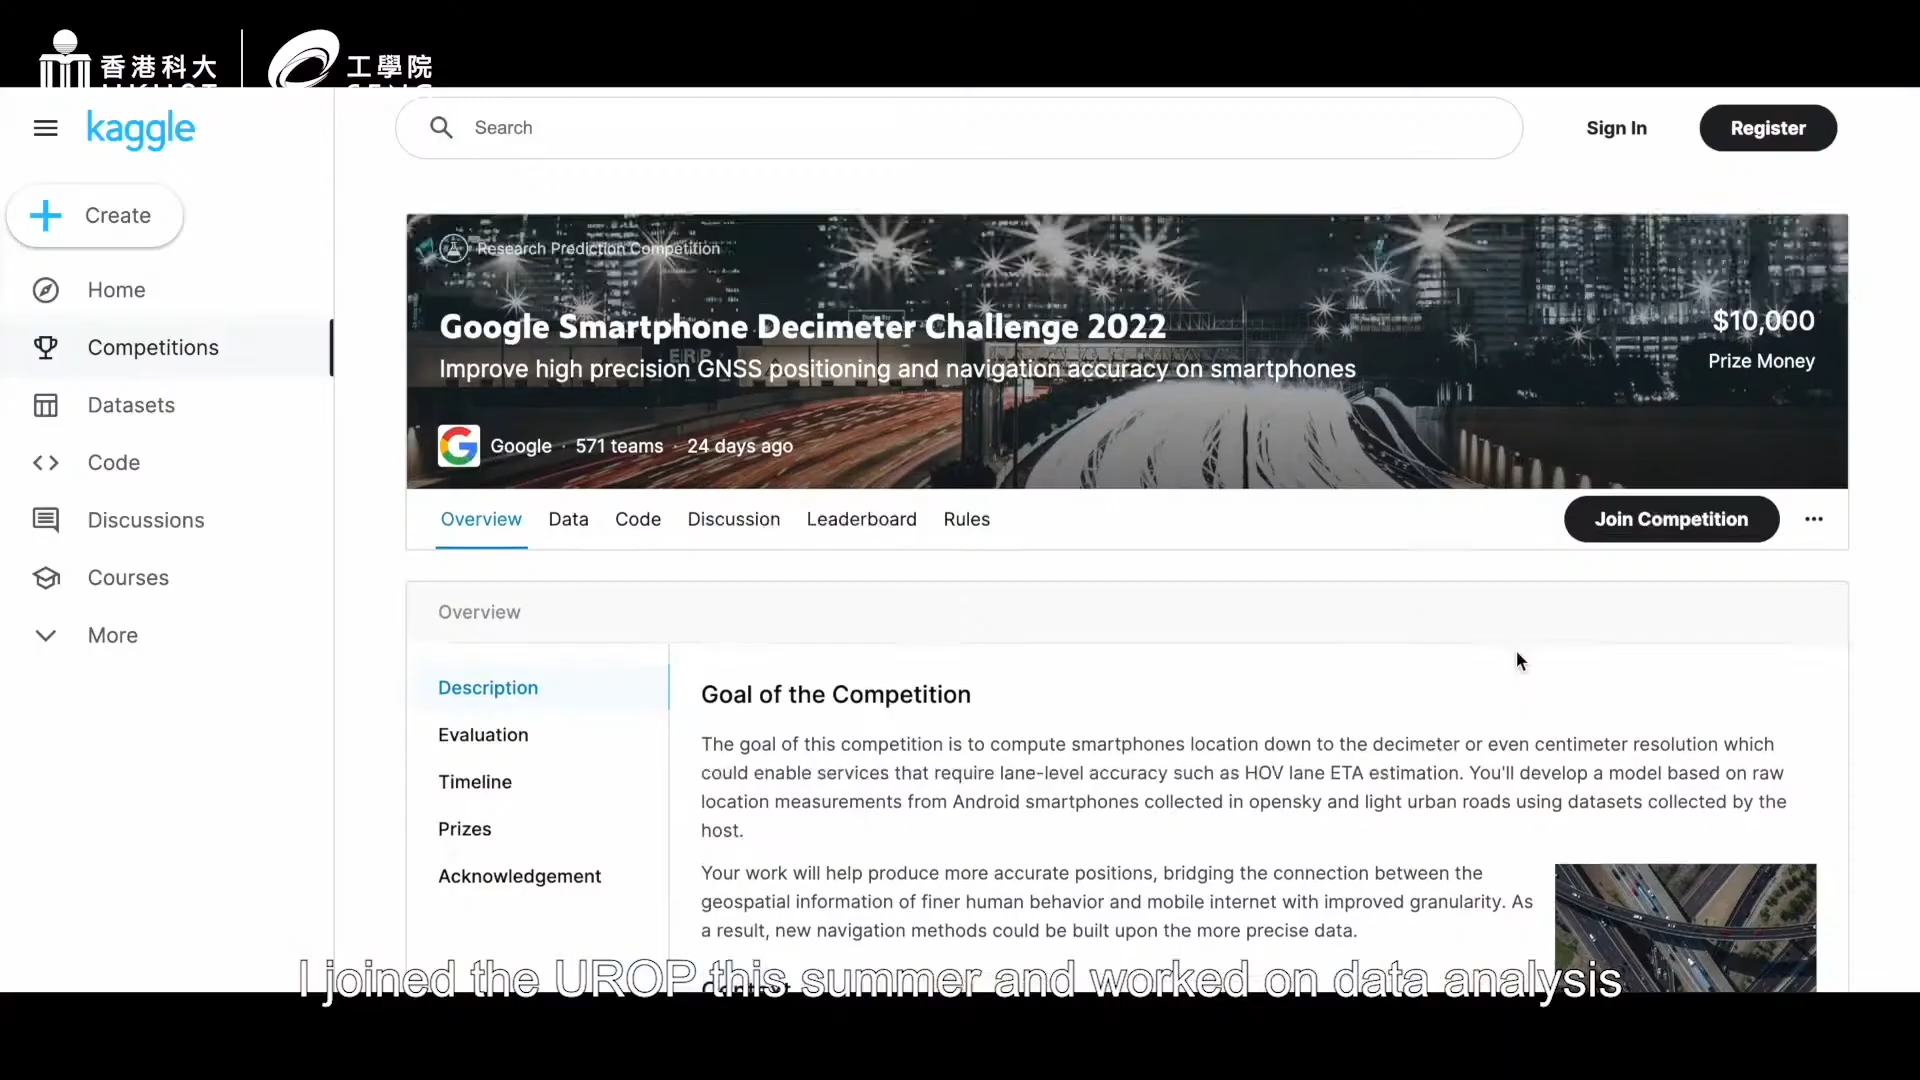 香港科大
工學院
kaggle
Search
Sign In
Register
Create
Home
Competitions
Datasets
Code
Discussions
Courses
More
Research Prediction Competition
Google Smartphone Decimeter Challenge 2022
Improve high precision GNSS positioning and navigation accuracy on smartphones
$10,000
Prize Money
ERP
Google · 571 teams · 24 days ago
Overview
Data
Code
Discussion
Leaderboard
Rules
Join Competition
Overview
Description
Evaluation
Timeline
Prizes
Acknowledgement
Goal of the Competition
The goal of this competition is to compute smartphones location down to the decimeter or even centimeter resolution which
could enable services that require lane-level accuracy such as HOV lane ETA estimation. You'll develop a model based on raw
location measurements from Android smartphones collected in opensky and light urban roads using datasets collected by the
host.
Your work will help produce more accurate positions, bridging the connection between the
geospatial information of finer human behavior and mobile internet with improved granularity. As
a result, new navigation methods could be built upon the more precise data.
I joined the UROP this summer and worked on data analysis